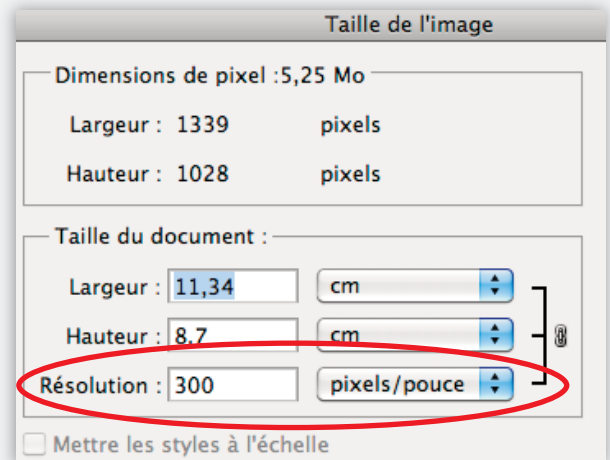 Taille de l'image
Dimensions de pixel :5,25 Mo
Largeur : 1339 pixels
Hauteur : 1028 pixels
Taille du document :
Largeur : 11,34 cm
Hauteur : 8,7 cm
Résolution : 300 pixels/pouce
Mettre les styles à l'échelle